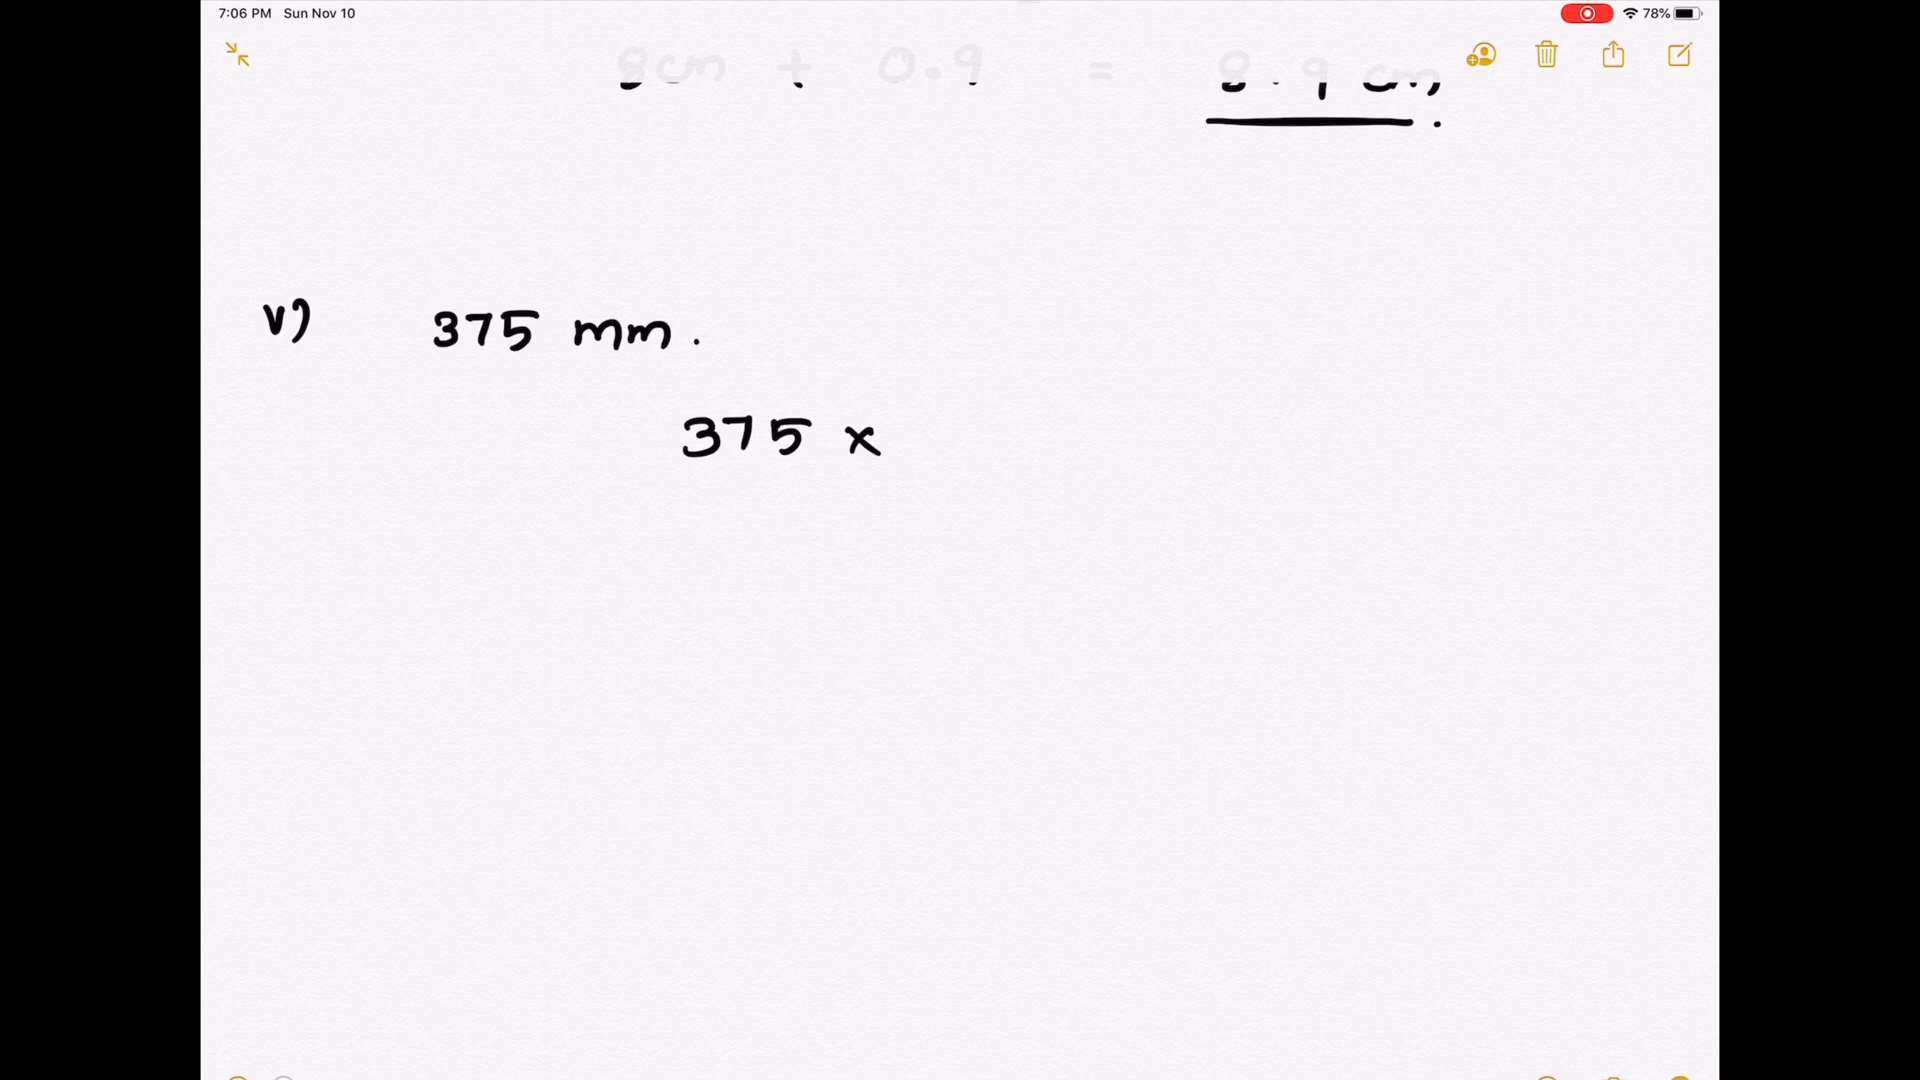 7:06 PM Sun Nov 10 78%
8cm + 0.9 = 8.9 cm,
v) 375 mm.
375 x